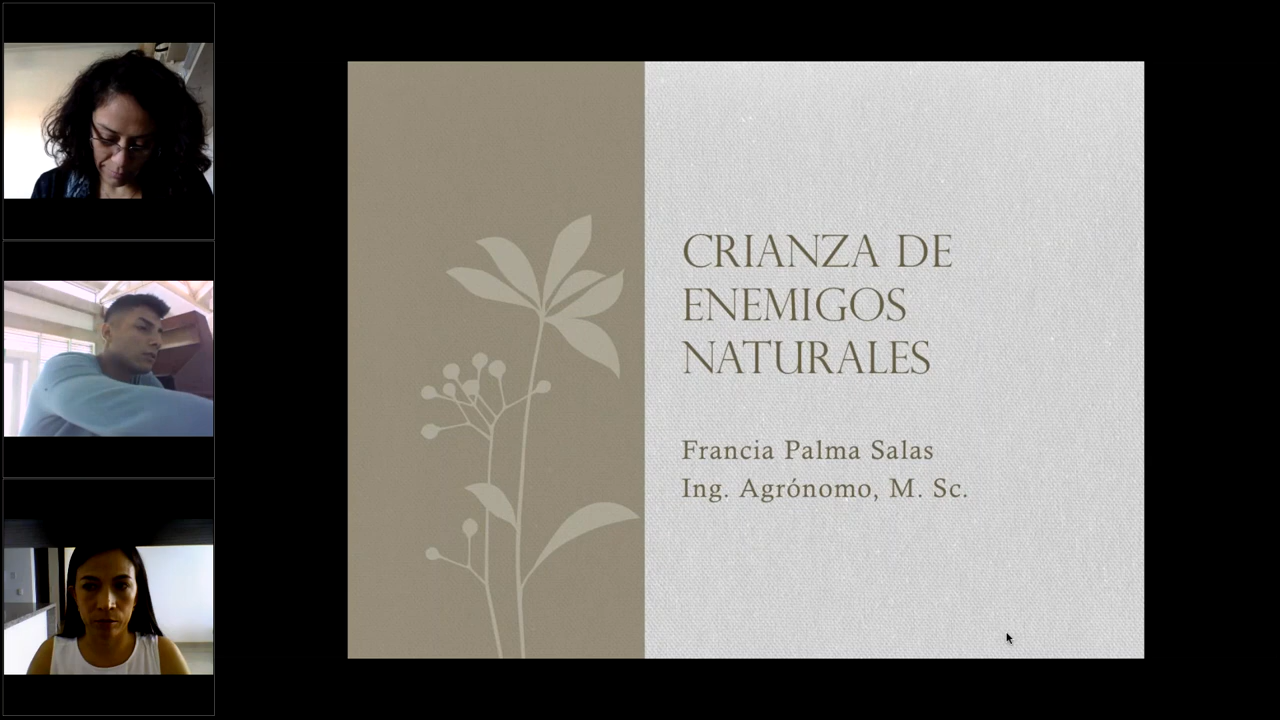 CRIANZA DE
ENEMIGOS
NATURALES
Francia Palma Salas
Ing. Agrónomo, M. Sc.